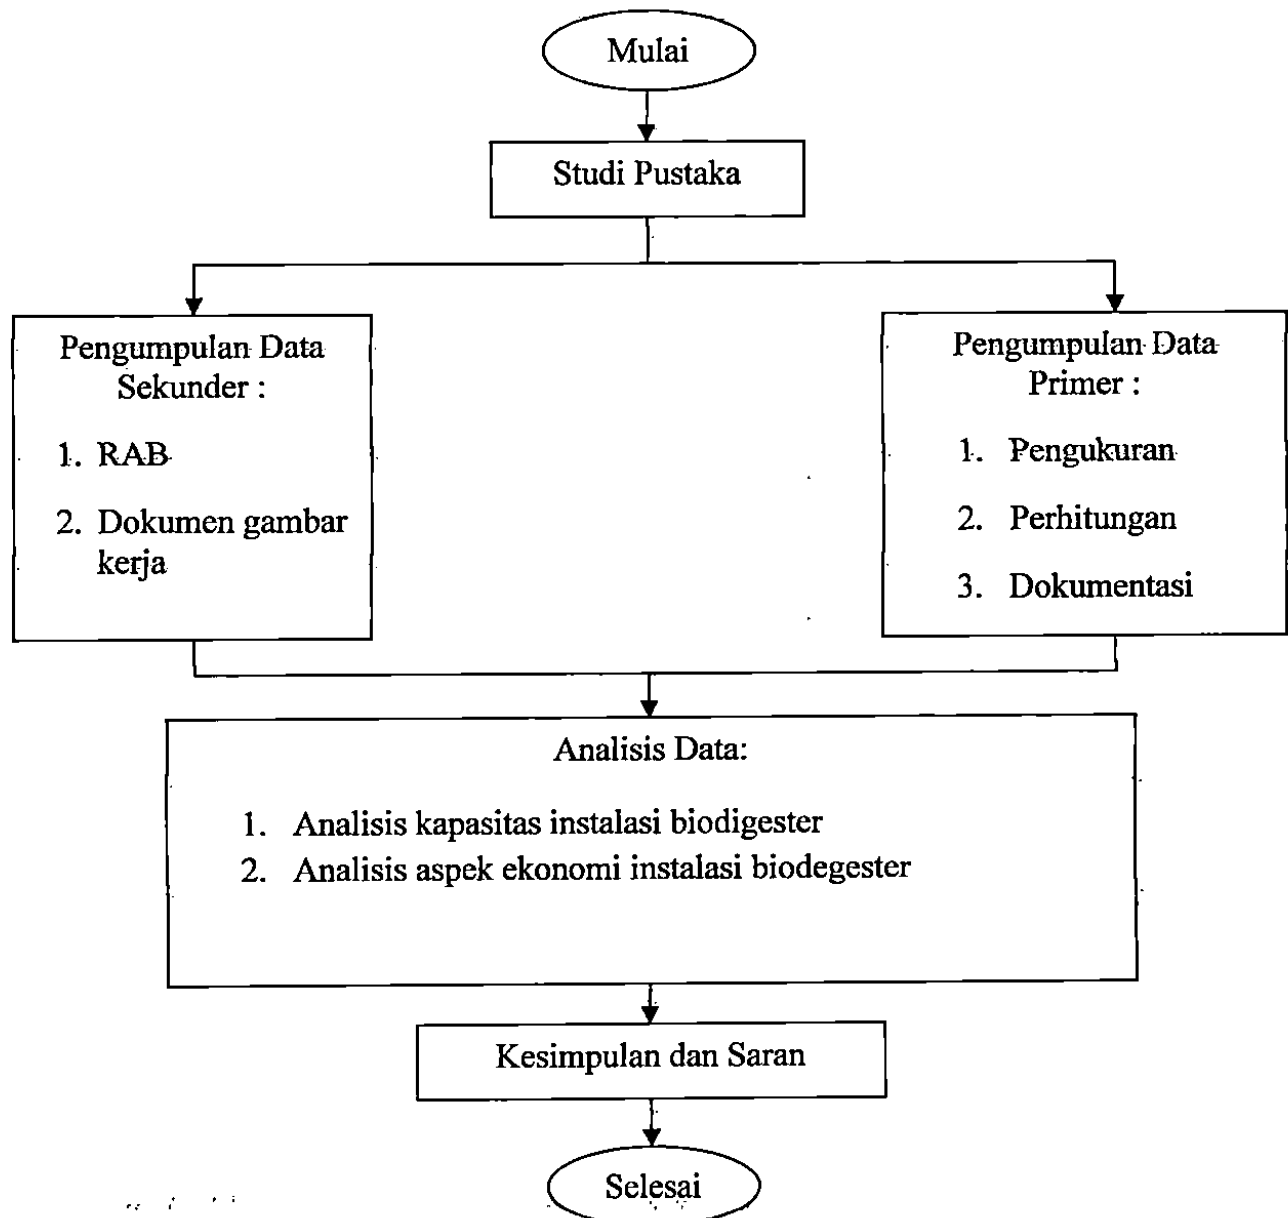 Mulai
Studi Pustaka
Pengumpulan Data
Sekunder :
1. RAB
2. Dokumen gambar
kerja
Pengumpulan Data
Primer :
1. Pengukuran
2. Perhitungan
3. Dokumentasi
Analisis Data:
1. Analisis kapasitas instalasi biodigester
2. Analisis aspek ekonomi instalasi biodegester
Kesimpulan dan Saran
Selesai